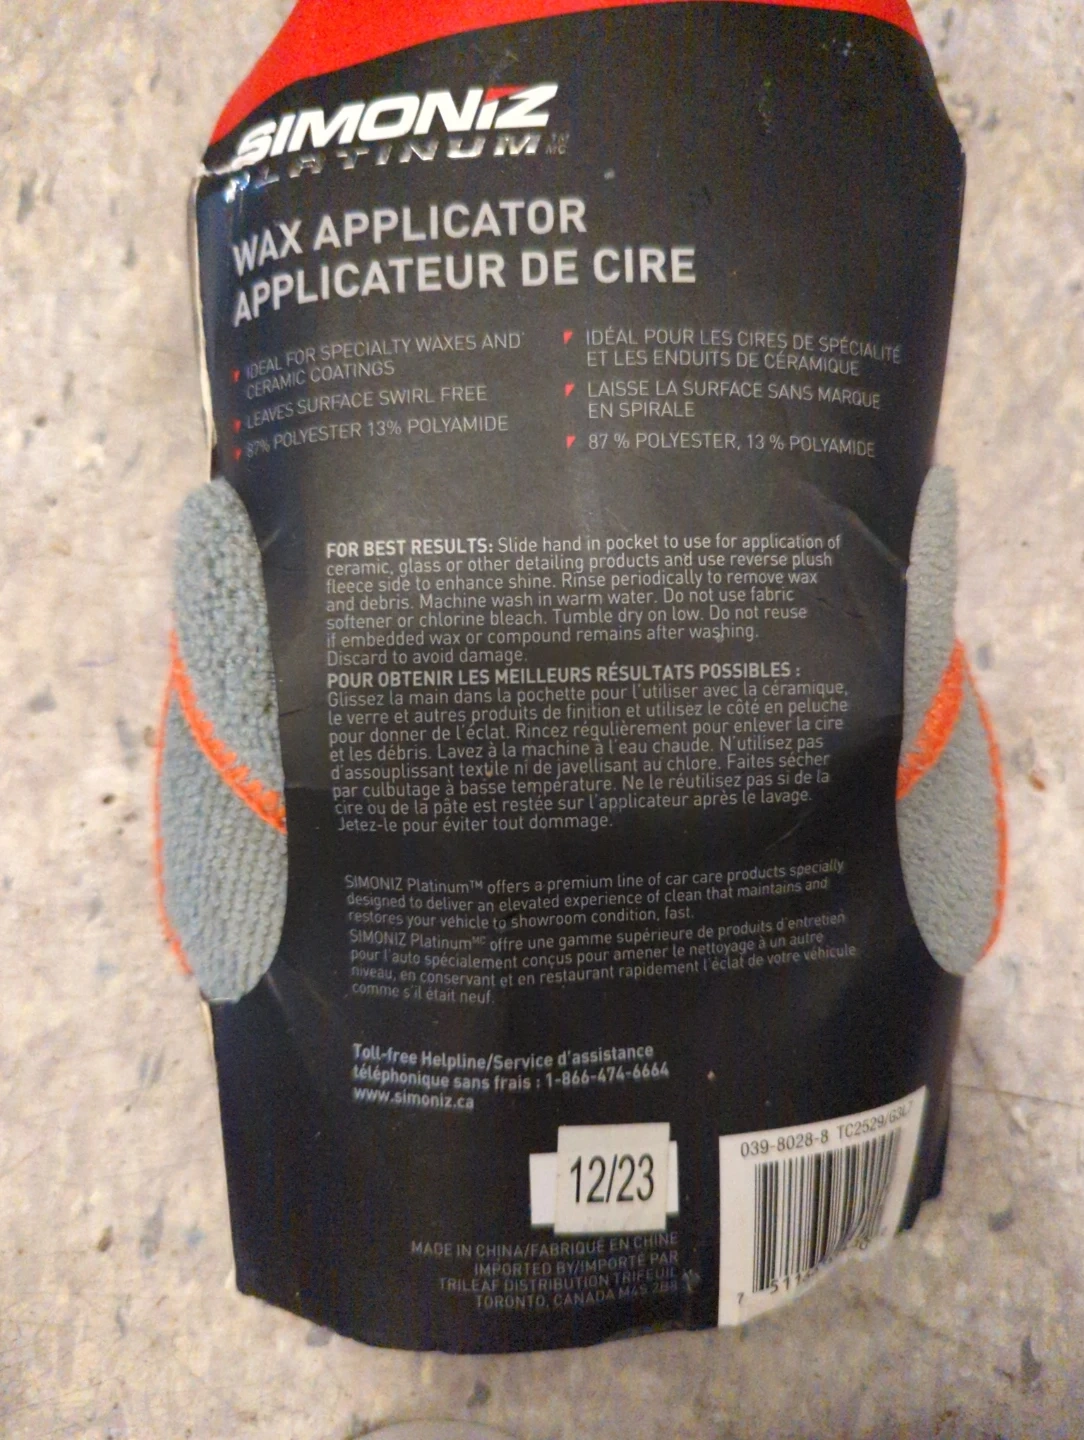 SIMONIZ
PLATINUM™ MC
WAX APPLICATOR
APPLICATEUR DE CIRE
IDEAL FOR SPECIALTY WAXES AND
CERAMIC COATINGS
LEAVES SURFACE SWIRL FREE
87% POLYESTER 13% POLYAMIDE
IDÉAL POUR LES CIRES DE SPÉCIALITÉ
ET LES ENDUITS DE CÉRAMIQUE
LAISSE LA SURFACE SANS MARQUE
EN SPIRALE
87 % POLYESTER, 13 % POLYAMIDE
FOR BEST RESULTS: Slide hand in pocket to use for application of
ceramic, glass or other detailing products and use reverse plush
fleece side to enhance shine. Rinse periodically to remove wax
and debris. Machine wash in warm water. Do not use fabric
softener or chlorine bleach. Tumble dry on low. Do not reuse
if embedded wax or compound remains after washing.
Discard to avoid damage.
POUR OBTENIR LES MEILLEURS RÉSULTATS POSSIBLES :
Glissez la main dans la pochette pour l'utiliser avec la céramique,
le verre et autres produits de finition et utilisez le côté en peluche
pour donner de l'éclat. Rincez régulièrement pour enlever la cire
et les débris. Lavez à la machine à l'eau chaude. N'utilisez pas
d'assouplissant textile ni de javellisant au chlore. Faites sécher
par culbutage à basse température. Ne le réutilisez pas si de la
cire ou de la pâte est restée sur l'applicateur après le lavage.
Jetez-le pour éviter tout dommage.
SIMONIZ Platinum™ offers a premium line of car care products specially
designed to deliver an elevated experience of clean that maintains and
restores your vehicle to showroom condition, fast.
SIMONIZ Platinum MC offre une gamme supérieure de produits d'entretien
pour l'auto spécialement conçus pour amener le nettoyage à un autre
niveau, en conservant et en restaurant rapidement l'éclat de votre véhicule
comme s'il était neuf.
Toll-free Helpline/Service d'assistance
téléphonique sans frais : 1-866-474-6664
www.simoniz.ca
12/23
039-8028-8 TC2529/G3L7
MADE IN CHINA/FABRIQUÉ EN CHINE
IMPORTED BY/IMPORTÉ PAR
TRILEAF DISTRIBUTION TRIFEUIL
TORONTO, CANADA M4S 2B8
7